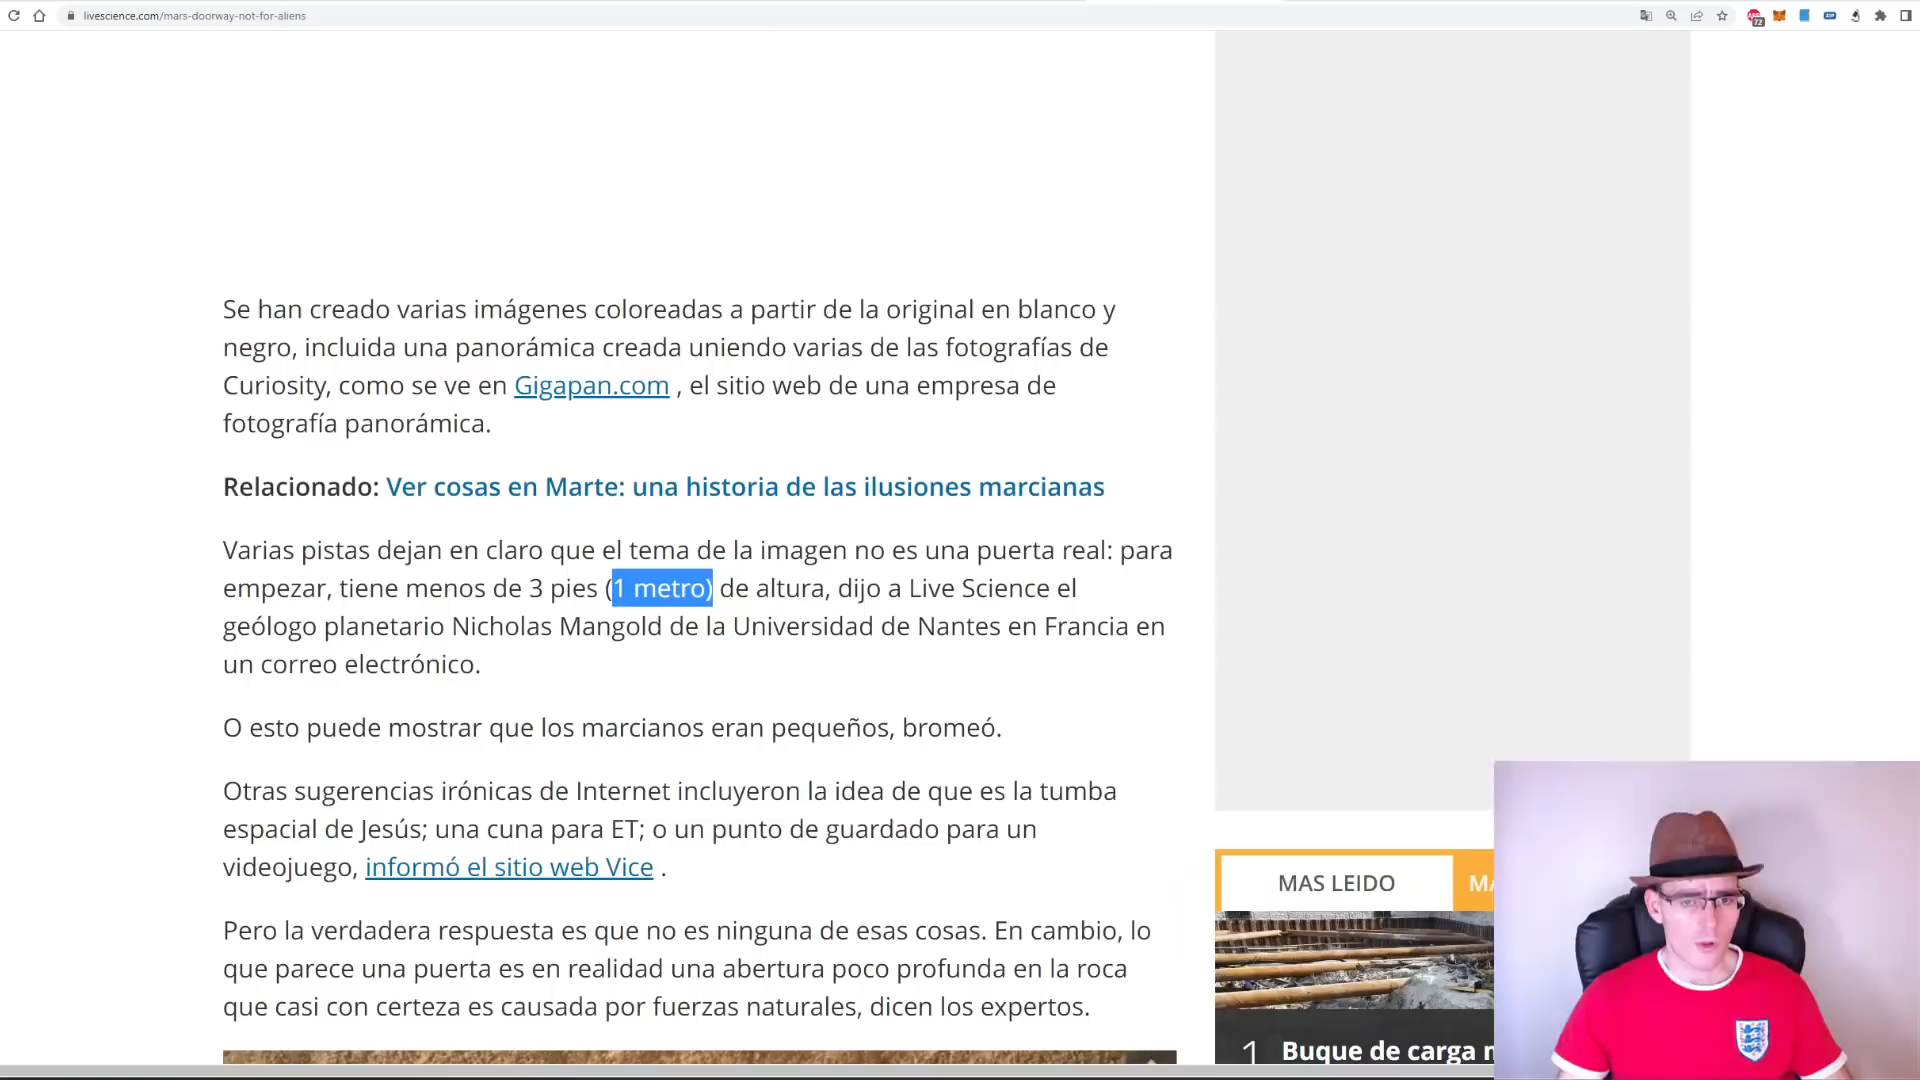 livescience.com/mars-doorway-not-for-aliens
72
Se han creado varias imágenes coloreadas a partir de la original en blanco y
negro, incluida una panorámica creada uniendo varias de las fotografías de
Curiosity, como se ve en Gigapan.com , el sitio web de una empresa de
fotografía panorámica.
Relacionado: Ver cosas en Marte: una historia de las ilusiones marcianas
Varias pistas dejan en claro que el tema de la imagen no es una puerta real: para
empezar, tiene menos de 3 pies (1 metro) de altura, dijo a Live Science el
geólogo planetario Nicholas Mangold de la Universidad de Nantes en Francia en
un correo electrónico.
O esto puede mostrar que los marcianos eran pequeños, bromeó.
Otras sugerencias irónicas de Internet incluyeron la idea de que es la tumba
espacial de Jesús; una cuna para ET; o un punto de guardado para un
videojuego, informó el sitio web Vice .
Pero la verdadera respuesta es que no es ninguna de esas cosas. En cambio, lo
que parece una puerta es en realidad una abertura poco profunda en la roca
que casi con certeza es causada por fuerzas naturales, dicen los expertos.
MAS LEIDO
1 Buque de carga